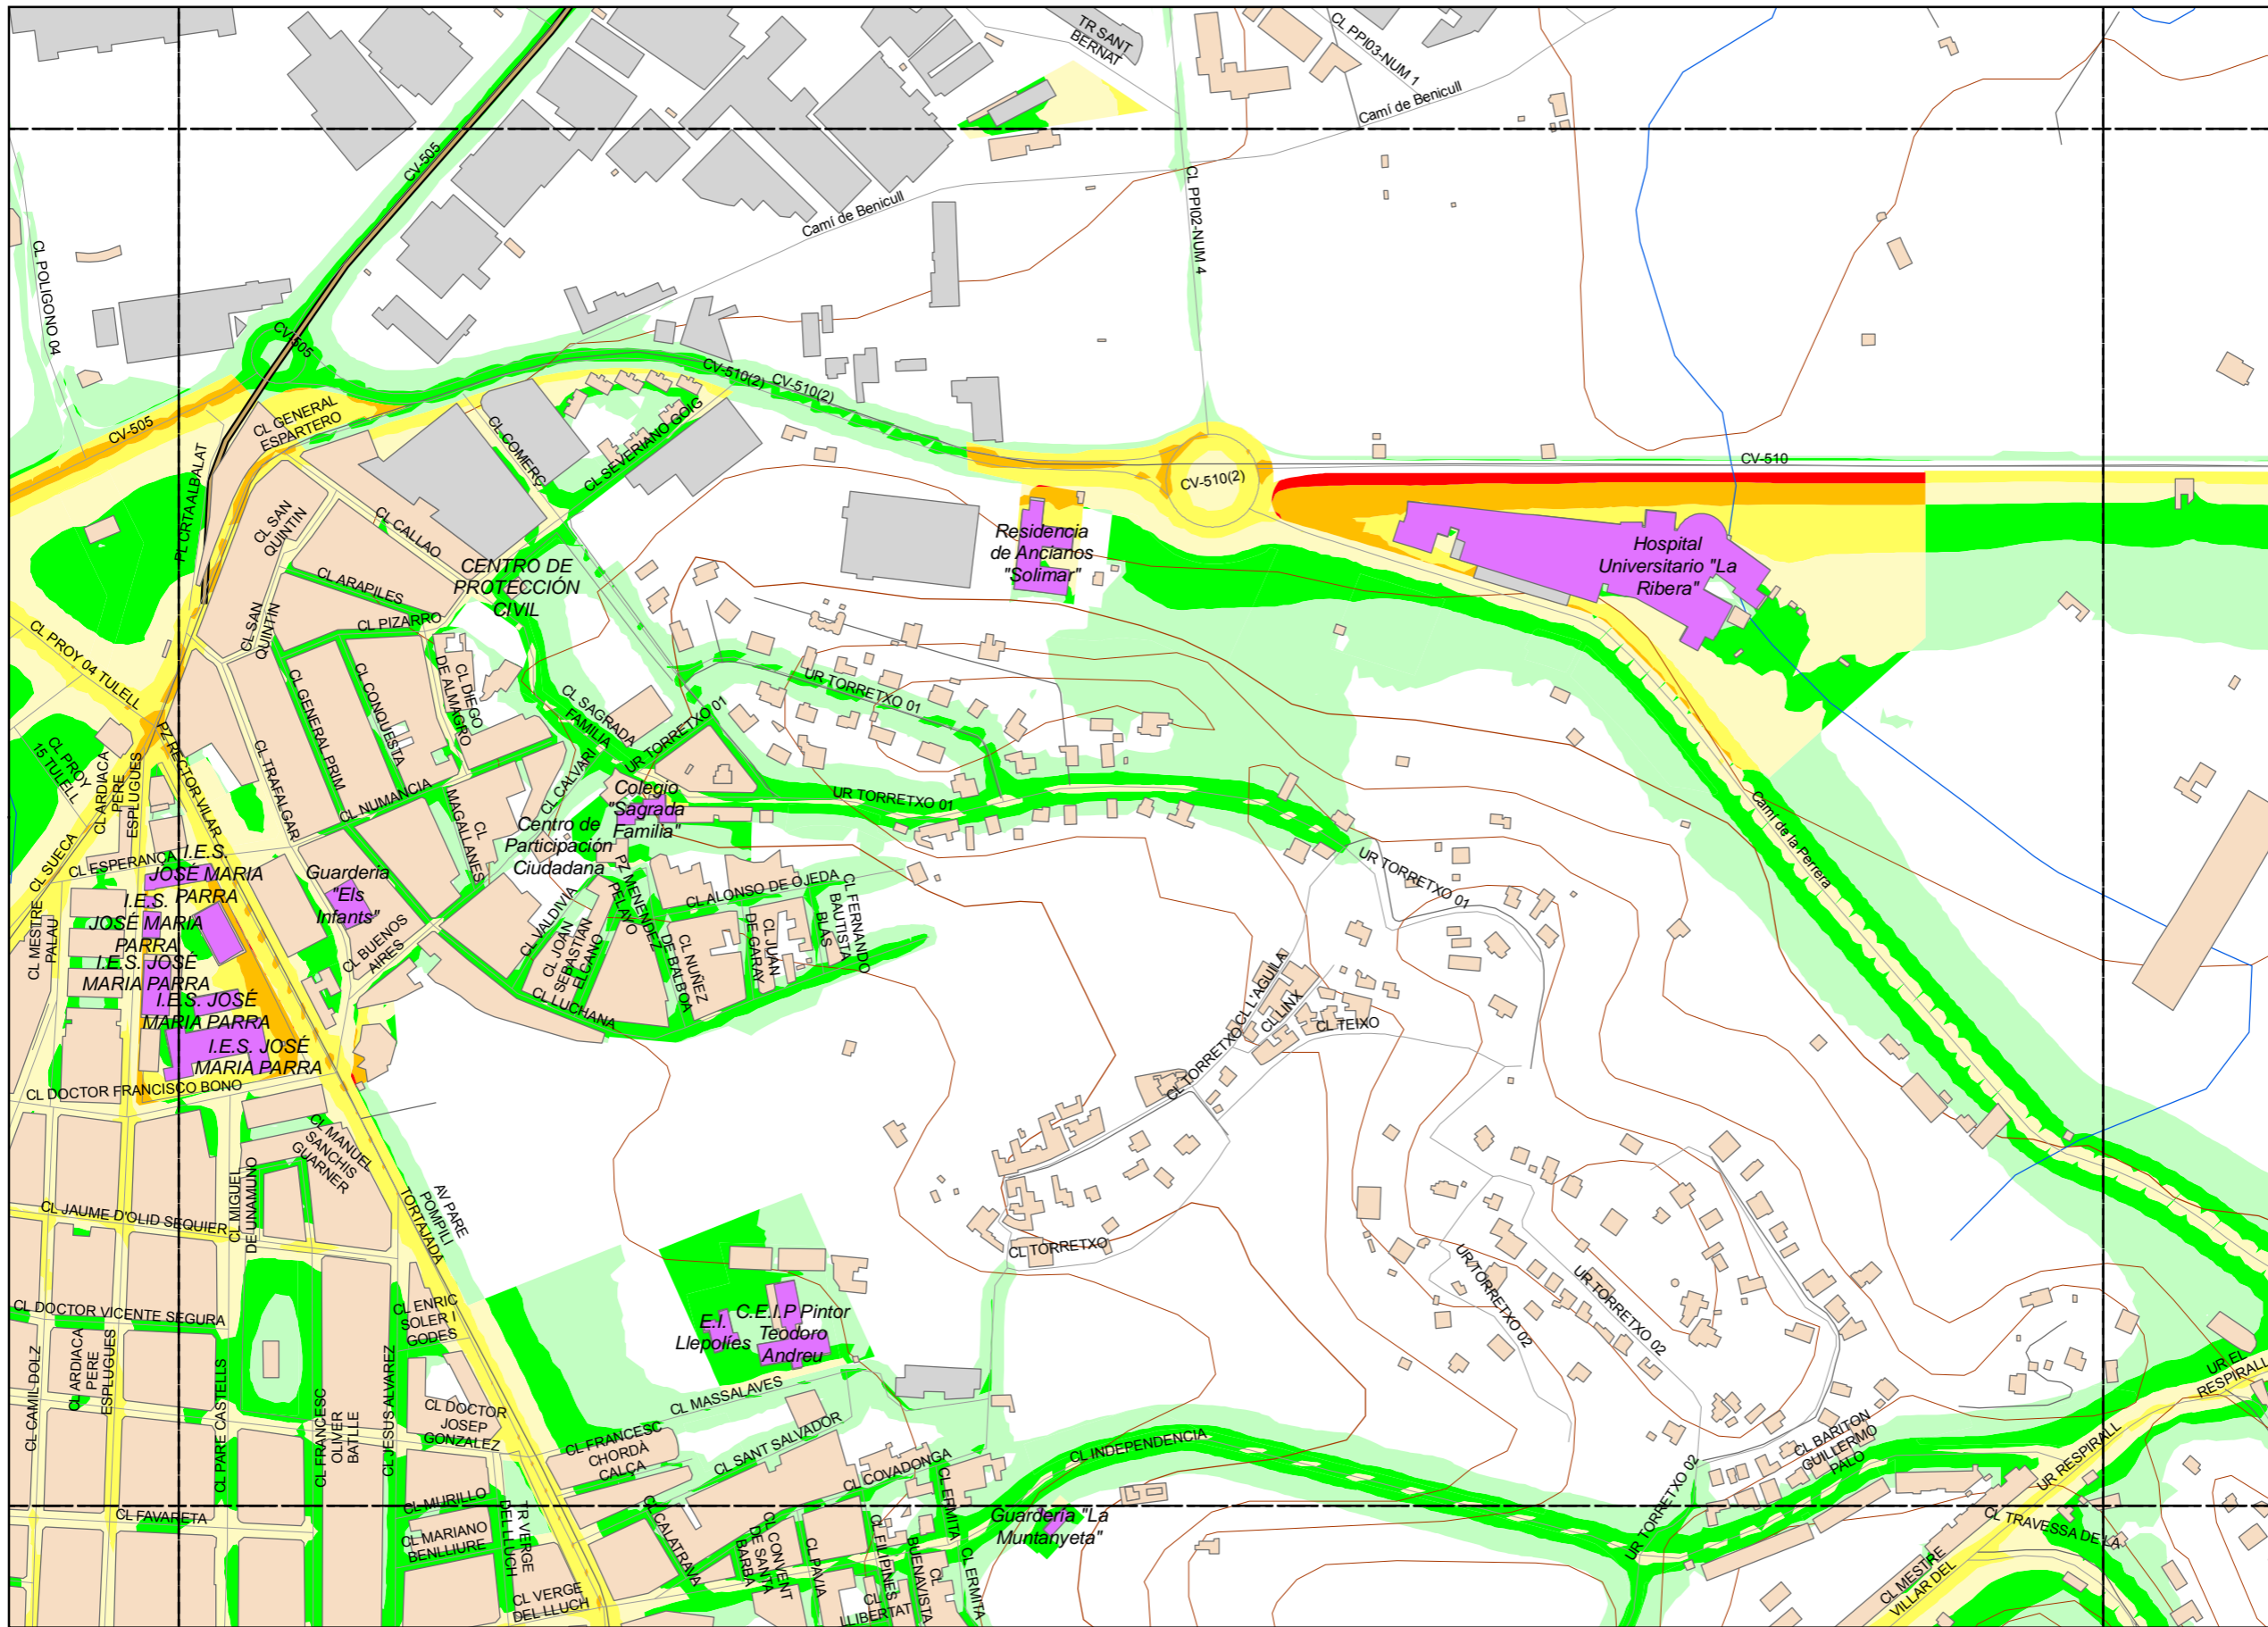 TR SANT
BERNAT
CL PPI03-NUM 1
Camí de Benicull
CV-505
CL PPI02-NUM 4
Camí de Benicull
CL POLIGONO 04
CV-505
CV-510(2)
CV-510(2)
CL GENERAL
ESPARTERO
CV-505
CL COMERÇ
CL SEVERIANO GOIG
CV-510
CV-510(2)
PL CRTAALBALAT
CL SAN
QUINTIN
CL CALLAO
Residencia
de Ancianos
"Solimar"
Hospital
Universitario "La
Ribera"
CENTRO DE
PROTECCIÓN
CIVIL
CL ARAPILES
CL PIZARRO
CL SAN
QUINTIN
CL PROY 04 TULELL
CL GENERAL PRIM
CL CONQUESTA
CL DIEGO
DE ALMAGRO
CL SAGRADA
FAMILIA
UR TORRETXO 01
UR TORRETXO 01
CL PROY
15 TULELL
CL ARDIACA
PERE
ESPLUGUES
PZ RECTOR VILAR
CL TRAFALGAR
CL NUMANCIA
CL
MAGALLANES
CL CALVARI
Colegio
"Sagrada
Familia"
UR TORRETXO 01
Centro de
Participación
Ciudadana
Camí de la Perrera
UR TORRETXO 01
CL SUECA
CL ESPERANÇA
I.E.S.
JOSÉ MARIA
PARRA
I.E.S.
JOSÉ MARIA
PARRA
I.E.S. JOSÉ
MARIA PARRA
I.E.S. JOSÉ
MARIA PARRA
I.E.S. JOSÉ
MARIA PARRA
Guardería
"Els
Infants"
CL BUENOS
AIRES
CL MESTRE
PALAU
CL VALDIVIA
CL JOAN
SEBASTIAN
ELCANO
PZ MENENDEZ
PELAYO
CL ALONSO DE OJEDA
CL NUÑEZ
DE BALBOA
CL JUAN
DE GARAY
CL FERNANDO
BAUTISTA
BLAS
CL LUCHANA
CL L'AGUILA
CL LINX
CL TEIXO
CL TORRETXO
CL DOCTOR FRANCISCO BONO
CL MANUEL
SANCHIS
GUARNER
CL MIGUEL
DE UNAMUNO
AV PARE
POMPILI
TORTAJADA
CL JAUME D'OLID SEQUIER
CL TORRETXO
UR TORRETXO 02
UR TORRETXO 02
CL DOCTOR VICENTE SEGURA
CL ENRIC
SOLER I
GODES
E.I.
Llepolíes
C.E.I.P Pintor
Teodoro
Andreu
CL CAMIL DOLZ
CL ARDIACA
PERE
ESPLUGUES
CL PARE CASTELLS
CL FRANCESC
OLIVER
BATLLE
CL JESUS ALVAREZ
CL DOCTOR
JOSEP
GONZALEZ
CL MASSALAVES
CL FRANCESC
CHORDÀ
CALÇA
CL SANT SALVADOR
CL COVADONGA
CL INDEPENDENCIA
UR EL
RESPIRALL
UR RESPIRALL
CL BARITON
GUILLERMO
PALO
UR TORRETXO 02
UR TORRETXO 02
CL FAVARETA
CL MURILLO
CL MARIANO
BENLLIURE
TR VERGE
DEL LLUCH
CL VERGE
DEL LLUCH
CL CALATRAVA
CL CONVENT
DE SANTA
BARBA
CL PAVIA
CL FILIPINES
CL
LLIBERTAT
CL
BUENAVISTA
CL ERMITA
CL ERMITA
Guardería "La
Muntanyeta"
CL TRAVESSA DE LA
CL MESTRE
VILLAR DEL